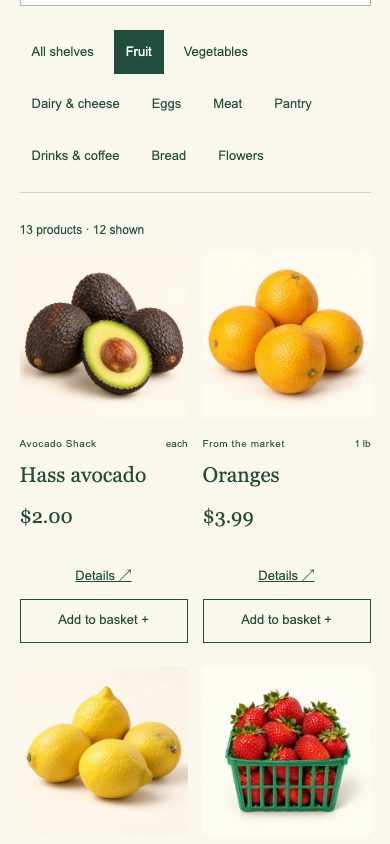 All shelves Fruit Vegetables
Dairy & cheese Eggs Meat Pantry
Drinks & coffee Bread Flowers
13 products · 12 shown
Avocado Shack each
Hass avocado
$2.00
Details ↗
Add to basket +
From the market 1 lb
Oranges
$3.99
Details ↗
Add to basket +